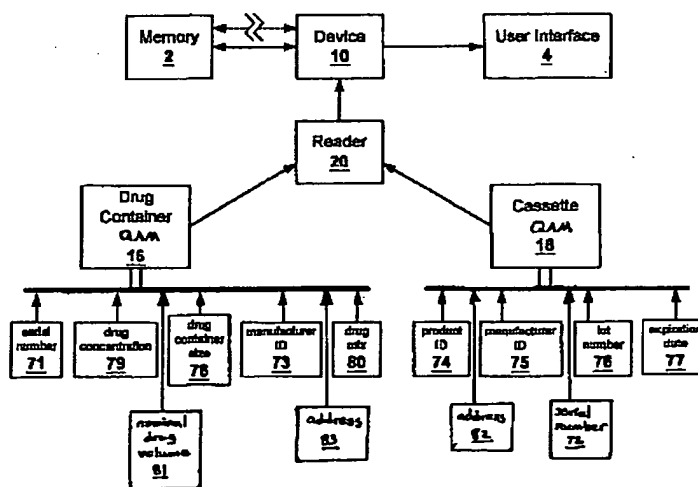 Memory
2
Device
10
User Interface
4
Reader
20
Drug
Container
QAM
16
Cassette
QAM
18
serial
number
71
drug
concentration
79
drug
container
size
78
manufacturer
ID
73
drug
mfr
80
product
ID
74
manufacturer
ID
75
lot
number
76
expiration
date
77
nominal
drug
volume
81
address
83
address
82
serial
number
72